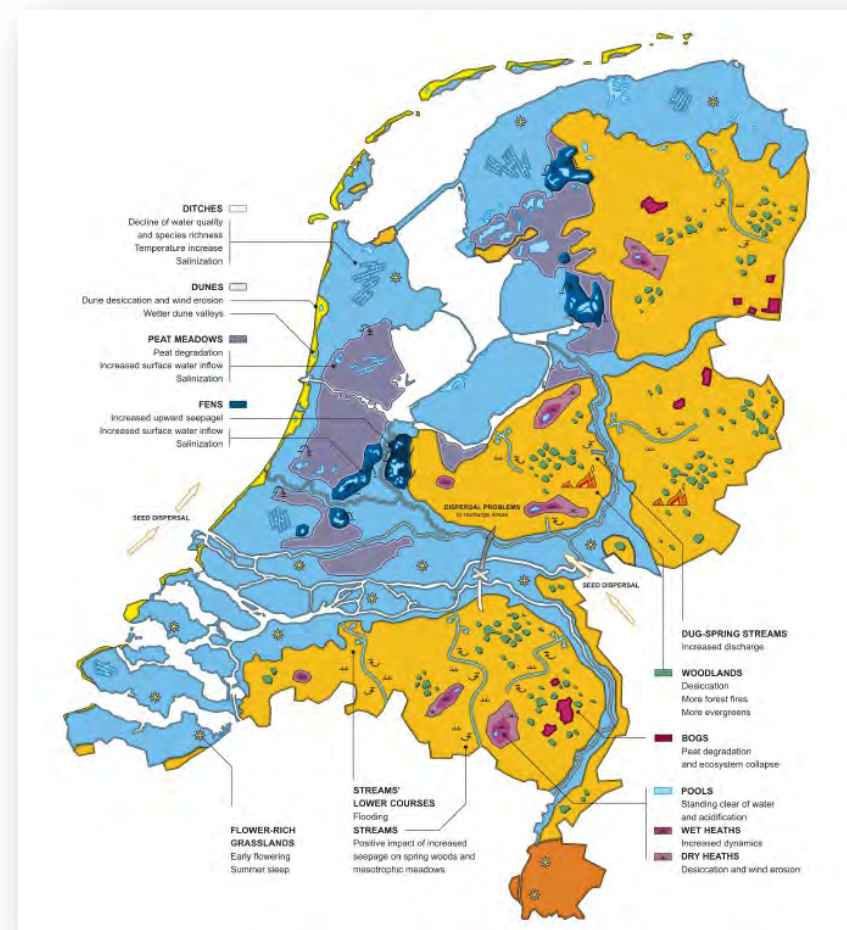 DITCHES
Decline of water quality
and species richness
Temperature increase
Salinization
DUNES
Dune desiccation and wind erosion
Wetter dune valleys
PEAT MEADOWS
Peat degradation
Increased surface water inflow
Salinization
FENS
Increased upward seepagel
Increased surface water inflow
Salinization
SEED DISPERSAL
DISPERSAL PROBLEMS
to recharge areas
SEED DISPERSAL
DUG-SPRING STREAMS
Increased discharge
WOODLANDS
Desiccation
More forest fires
More evergreens
BOGS
Peat degradation
and ecosystem collapse
POOLS
Standing clear of water
and acidification
WET HEATHS
Increased dynamics
DRY HEATHS
Desiccation and wind erosion
STREAMS'
LOWER COURSES
Flooding
STREAMS
Positive impact of increased
seepage on spring woods and
mesotrophic meadows
FLOWER-RICH
GRASSLANDS
Early flowering
Summer sleep